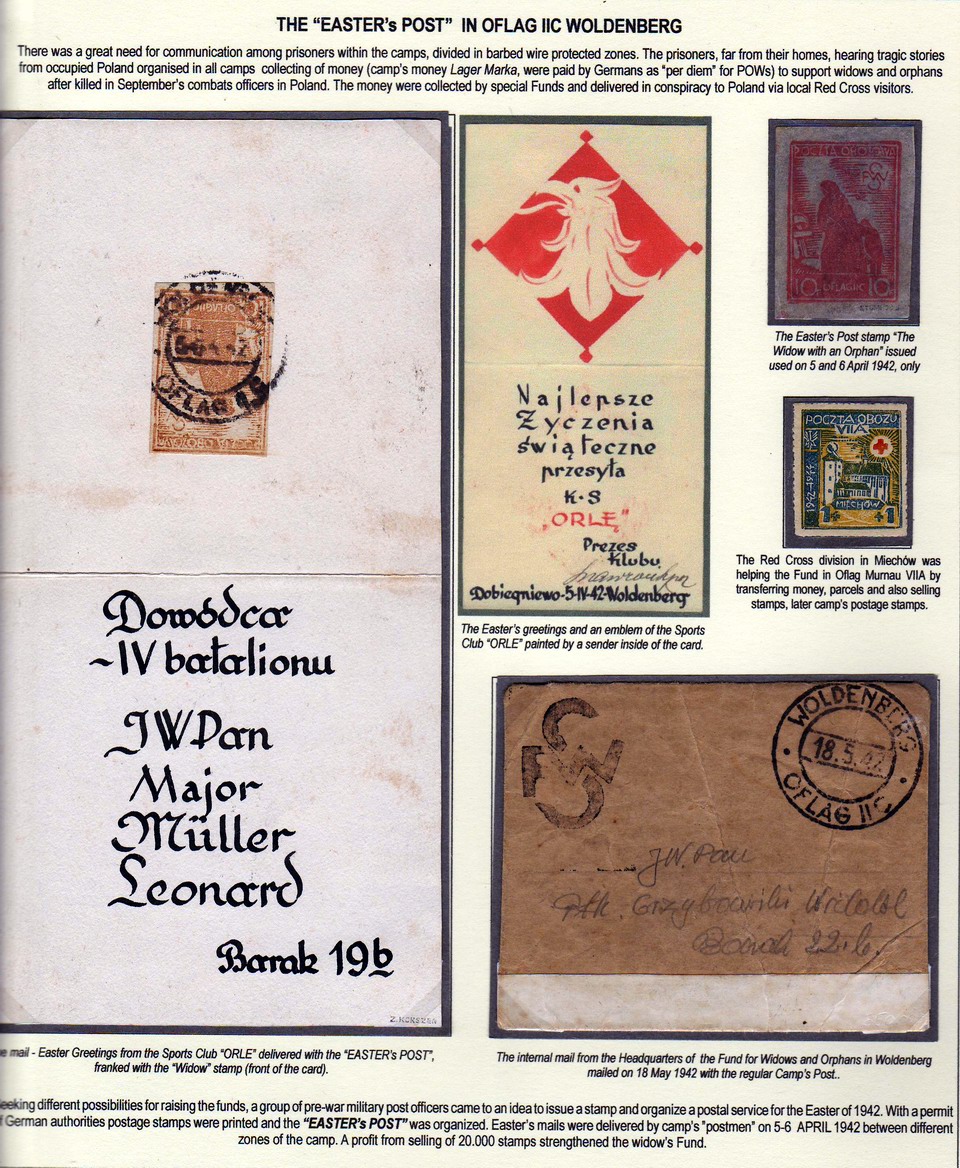 THE "EASTER's POST" IN OFLAG IIC WOLDENBERG
There was a great need for communication among prisoners within the camps, divided in barbed wire protected zones. The prisoners, far from their homes, hearing tragic stories
from occupied Poland organised in all camps collecting of money (camp's money Lager Marka, were paid by Germans as "per diem" for POWs) to support widows and orphans
after killed in September's combats officers in Poland. The money were collected by special Funds and delivered in conspiracy to Poland via local Red Cross visitors.
OFLAG
Dowódca
~IV batalionu
JWPan
Major
Müller
Leonard
Barak 19b
Z. KORSZEŃ
mail - Easter Greetings from the Sports Club "ORLE" delivered with the "EASTER's POST",
franked with the "Widow" stamp (front of the card).
Najlepsze
Życzenia
świąteczne
przesyła
K·S
"ORLĘ"
Prezes
Klubu
Dobiegniewo-5-IV-42-Woldenberg
The Easter's greetings and an emblem of the Sports
Club "ORLE" painted by a sender inside of the card.
POCZTA OBOZOWA
10 OFLAG IIC 10
The Easter's Post stamp "The
Widow with an Orphan" issued
used on 5 and 6 April 1942, only
POCZTA OBOZU
VIIA
1942-1944
MIECHÓW
1 +1
The Red Cross division in Miechów was
helping the Fund in Oflag Murnau VIIA by
transferring money, parcels and also selling
stamps, later camp's postage stamps.
WOLDENBERG
18.5.42
OFLAG IIC
JW. Pan
Ppłk. Grzybowski Witold
Barak 22.b.
The internal mail from the Headquarters of the Fund for Widows and Orphans in Woldenberg
mailed on 18 May 1942 with the regular Camp's Post..
eeking different possibilities for raising the funds, a group of pre-war military post officers came to an idea to issue a stamp and organize a postal service for the Easter of 1942. With a permit
f German authorities postage stamps were printed and the "EASTER's POST" was organized. Easter's mails were delivered by camp's "postmen" on 5-6 APRIL 1942 between different
zones of the camp. A profit from selling of 20.000 stamps strengthened the widow's Fund.